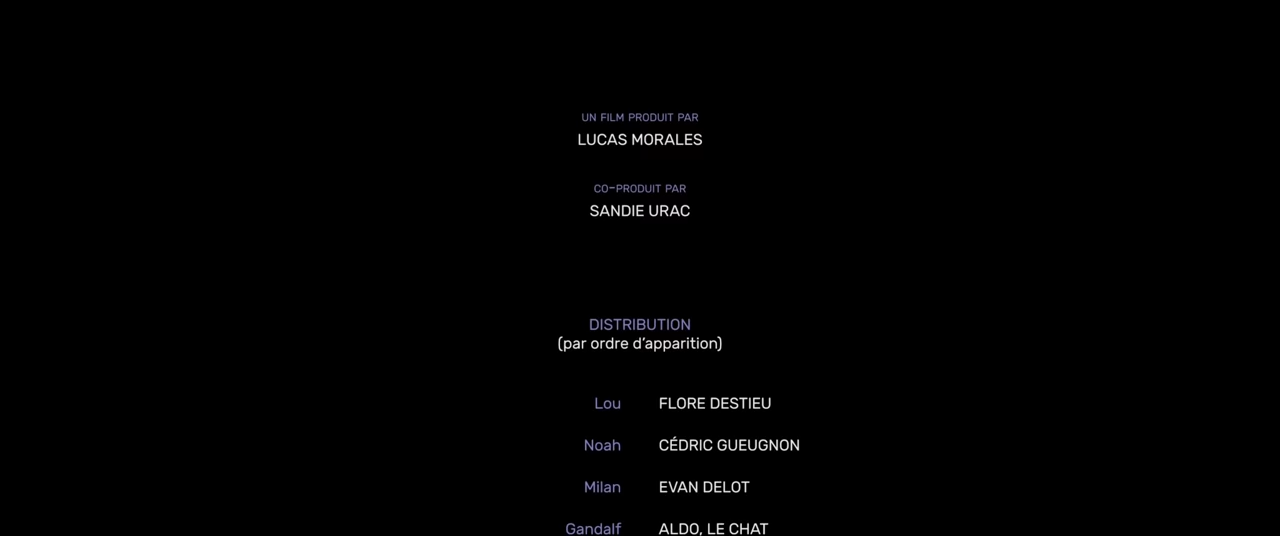 UN FILM PRODUIT PAR
LUCAS MORALES
CO-PRODUIT PAR
SANDIE URAC
DISTRIBUTION
(par ordre d'apparition)
Lou FLORE DESTIEU
Noah CÉDRIC GUEUGNON
Milan EVAN DELOT
Gandalf ALDO, LE CHAT